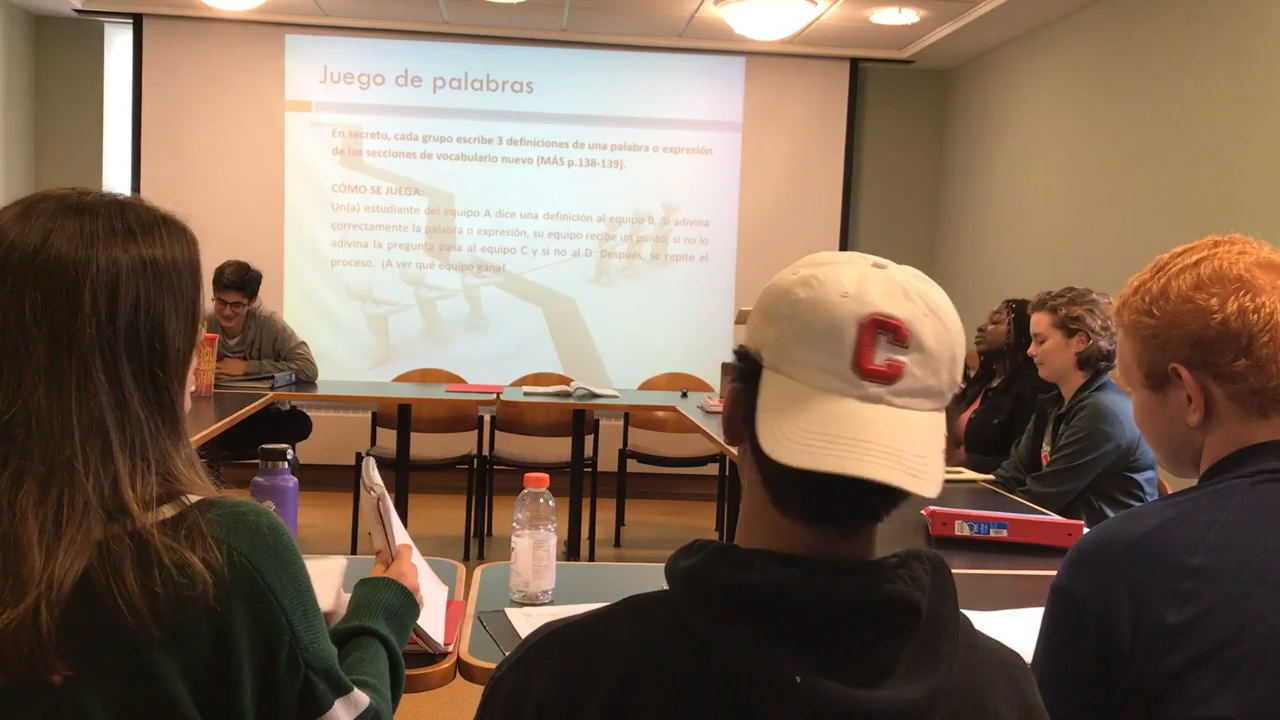 Juego de palabras
En secreto, cada grupo escribe 3 definiciones de una palabra o expresión
de las secciones de vocabulario nuevo (MÁS p.138-139).
CÓMO SE JUEGA:
Un(a) estudiante del equipo A dice una definición al equipo B. Si adivina
correctamente la palabra o expresión, su equipo recibe un punto; si no lo
adivina la pregunta pasa al equipo C y si no al D. Después, se repite el
proceso. ¡A ver qué equipo gana!
C